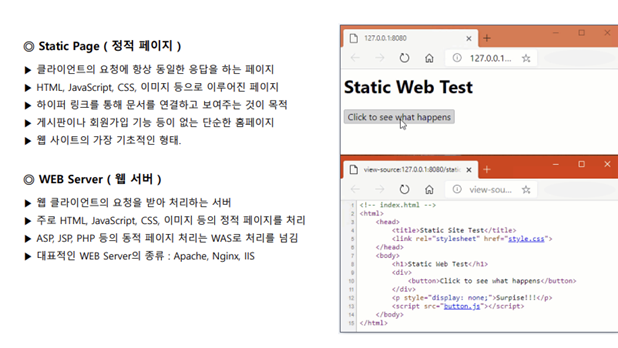 ◎ Static Page ( 정적 페이지 )
▶ 클라이언트의 요청에 항상 동일한 응답을 하는 페이지
▶ HTML, JavaScript, CSS, 이미지 등으로 이루어진 페이지
▶ 하이퍼 링크를 통해 문서를 연결하고 보여주는 것이 목적
▶ 게시판이나 회원가입 기능 등이 없는 단순한 홈페이지
▶ 웹 사이트의 가장 기초적인 형태.
◎ WEB Server ( 웹 서버 )
▶ 웹 클라이언트의 요청을 받아 처리하는 서버
▶ 주로 HTML, JavaScript, CSS, 이미지 등의 정적 페이지를 처리
▶ ASP, JSP, PHP 등의 동적 페이지 처리는 WAS로 처리를 넘김
▶ 대표적인 WEB Server의 종류 : Apache, Nginx, IIS
127.0.0.1:8080
127.0.0.1...
Static Web Test
Click to see what happens
view-source:127.0.0.1:8080/static
view-sou...
1 <!-- index.html -->
2 <html>
3 <head>
4 <title>Static Site Test</title>
5 <link rel="stylesheet" href="style.css">
6 </head>
7 <body>
8 <h1>Static Web Test</h1>
9 <div>
10 <button>Click to see what happens</button>
11 </div>
12 <p style="display: none;">Surpise!!!</p>
13 <script src="button.js"></script>
14 </body>
15 </html>